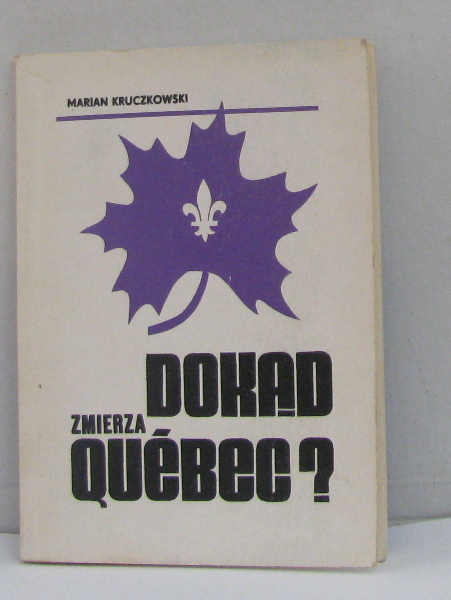 MARIAN KRUCZKOWSKI
DOKĄD
ZMIERZA
QUÉBEC?